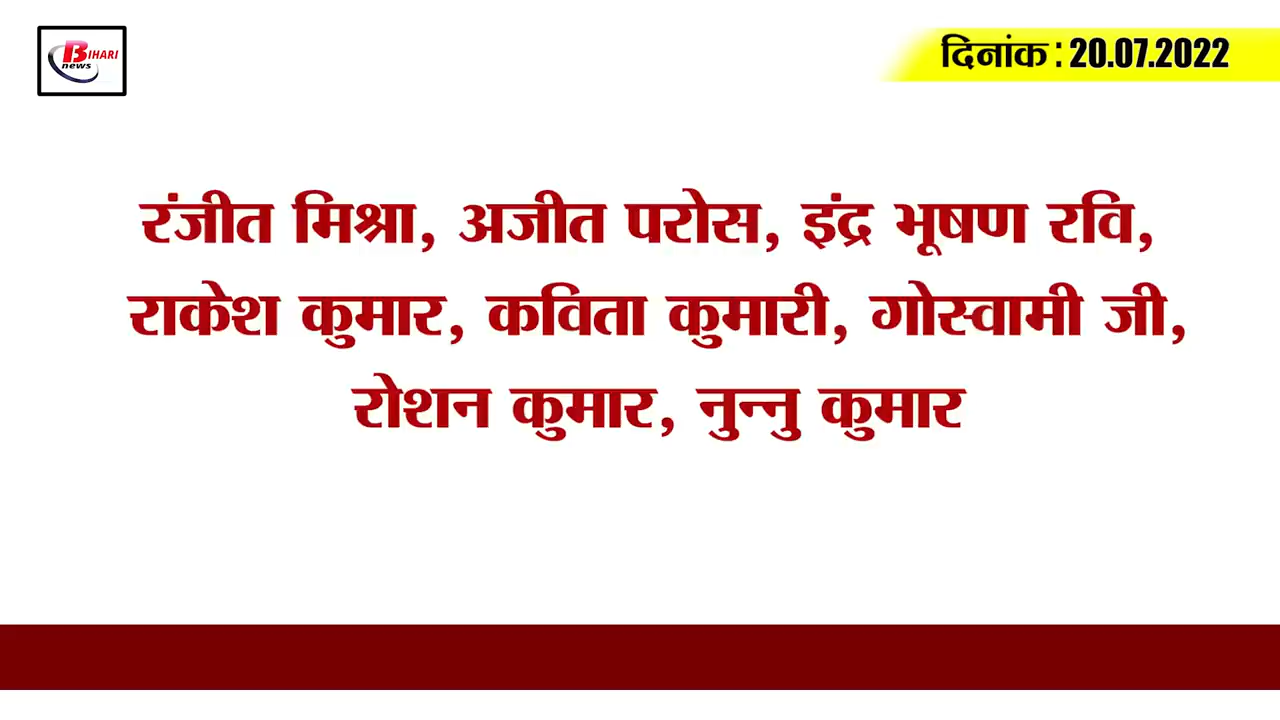 BIHARI
news
दिनांक : 20.07.2022
रंजीत मिश्रा, अजीत परोस, इंद्र भूषण रवि,
राकेश कुमार, कविता कुमारी, गोस्वामी जी,
रोशन कुमार, नुन्नु कुमार